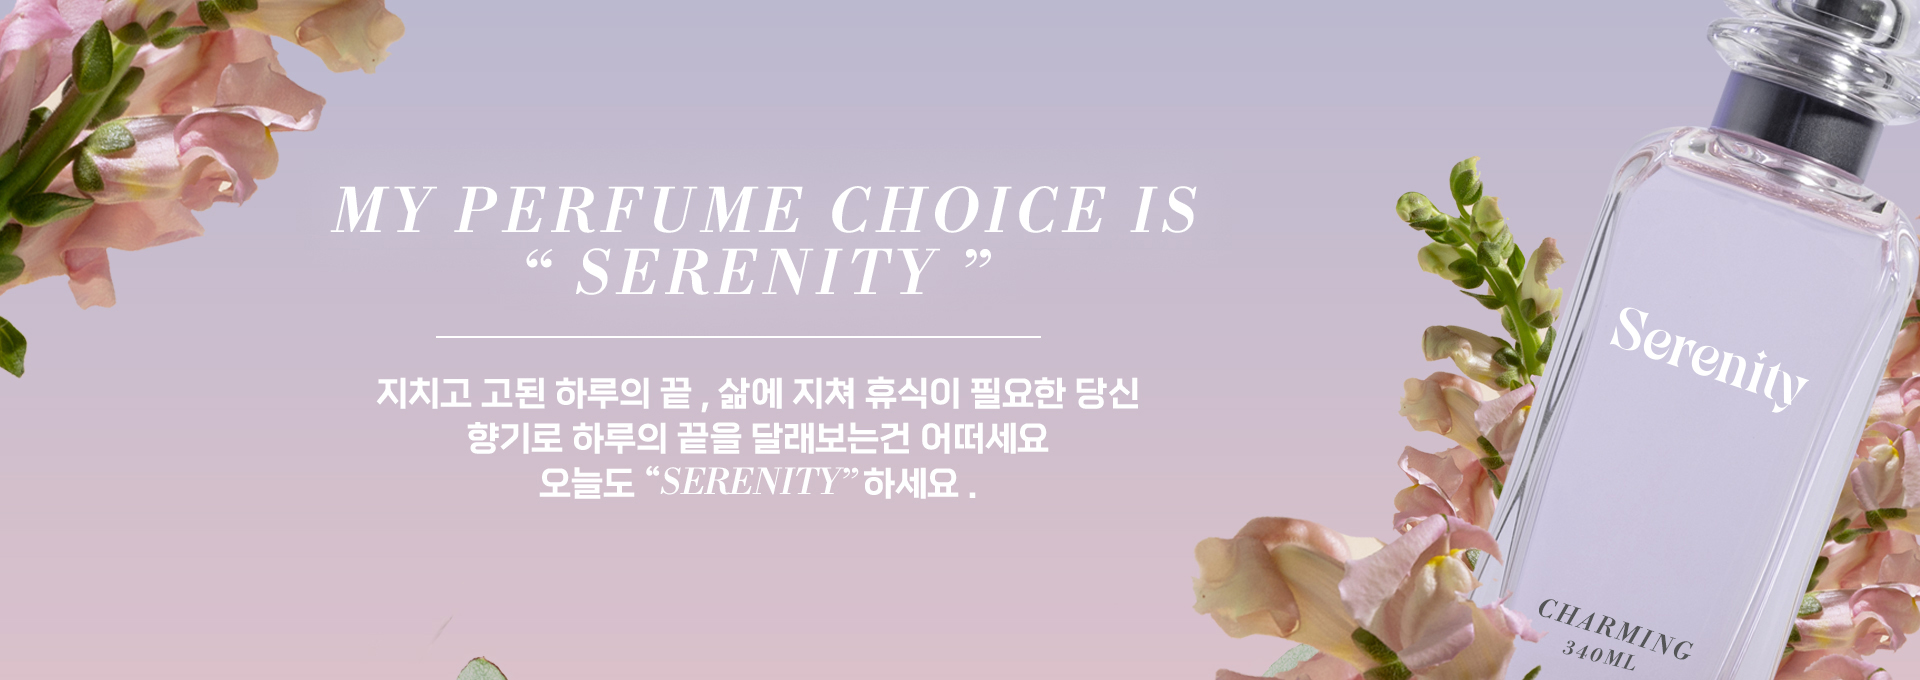 MY PERFUME CHOICE IS
“ SERENITY ”
지치고 고된 하루의 끝 , 삶에 지쳐 휴식이 필요한 당신
향기로 하루의 끝을 달래보는건 어떠세요
오늘도 “SERENITY” 하세요 .
Serenity
CHARMING
340ML